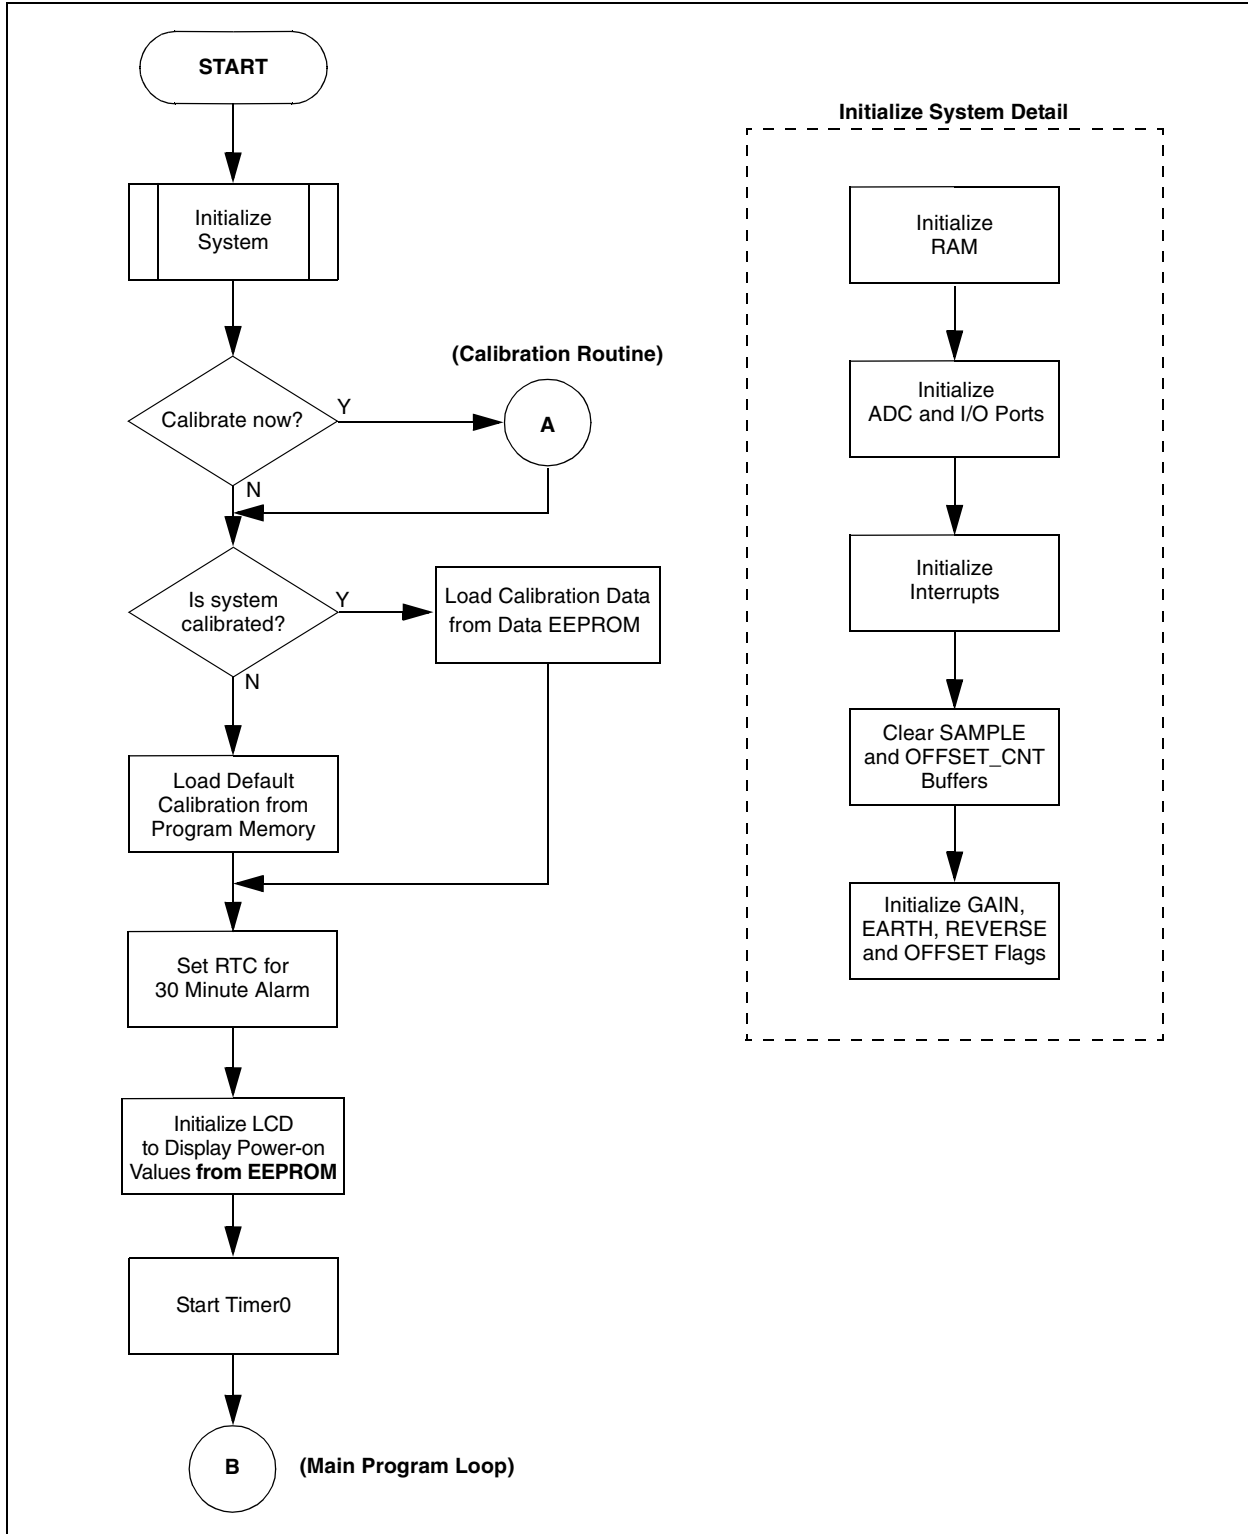 START
Initialize
System
Calibrate now?
Y
(Calibration Routine)
A
N
Is system
calibrated?
Y
Load Calibration Data
from Data EEPROM
N
Load Default
Calibration from
Program Memory
Set RTC for
30 Minute Alarm
Initialize LCD
to Display Power-on
Values from EEPROM
Start Timer0
B
(Main Program Loop)
Initialize System Detail
Initialize
RAM
Initialize
ADC and I/O Ports
Initialize
Interrupts
Clear SAMPLE
and OFFSET_CNT
Buffers
Initialize GAIN,
EARTH, REVERSE
and OFFSET Flags